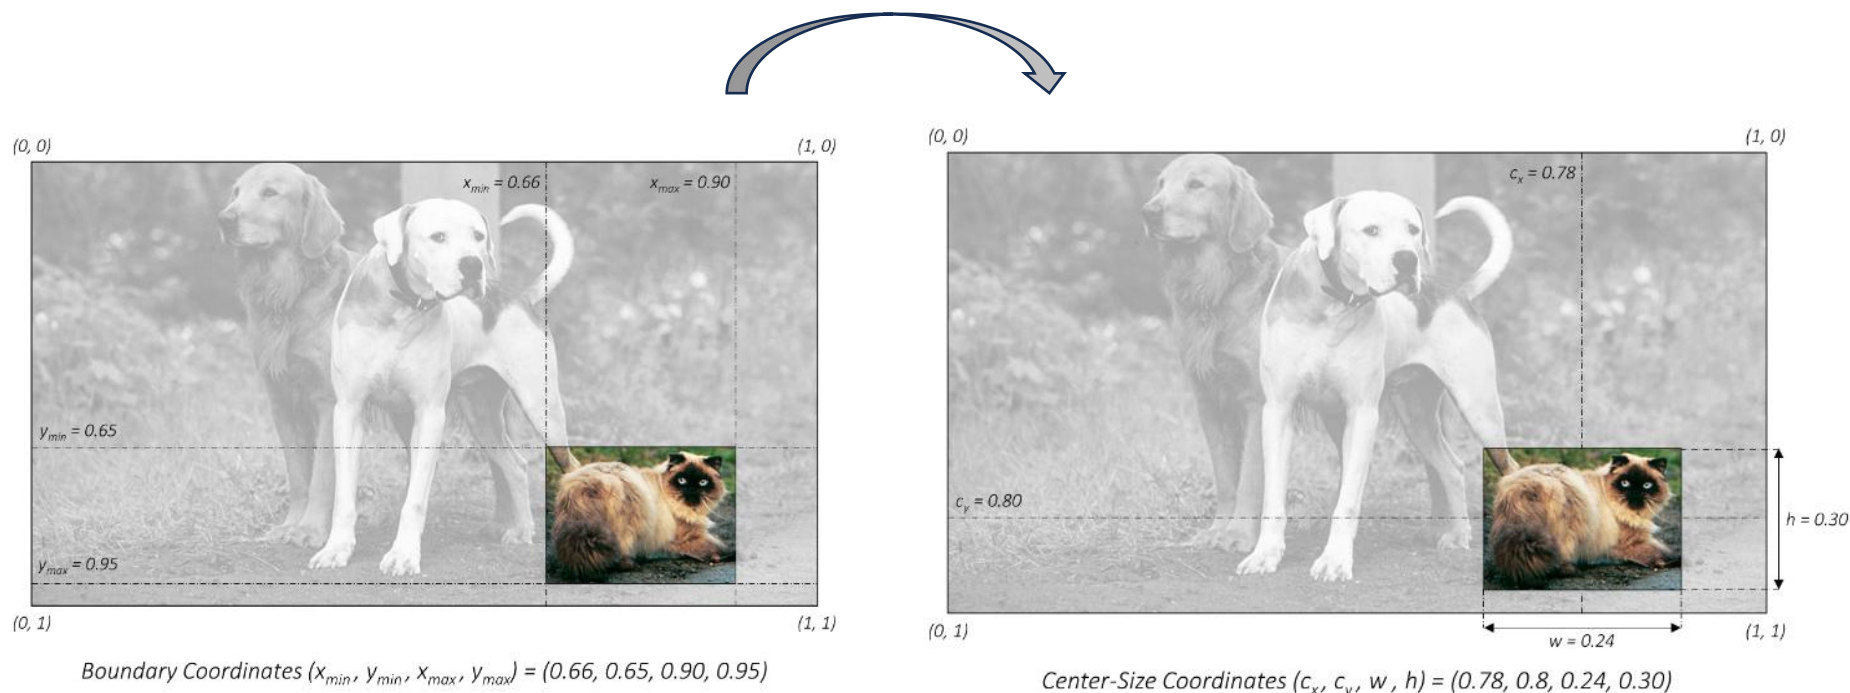 (0, 0)
(1, 0)
x_min = 0.66
x_max = 0.90
y_min = 0.65
y_max = 0.95
(0, 1)
(1, 1)
Boundary Coordinates (x_min, y_min, x_max, y_max) = (0.66, 0.65, 0.90, 0.95)
(0, 0)
(1, 0)
c_x = 0.78
c_y = 0.80
h = 0.30
(0, 1)
(1, 1)
w = 0.24
Center-Size Coordinates (c_x, c_y, w , h) = (0.78, 0.8, 0.24, 0.30)